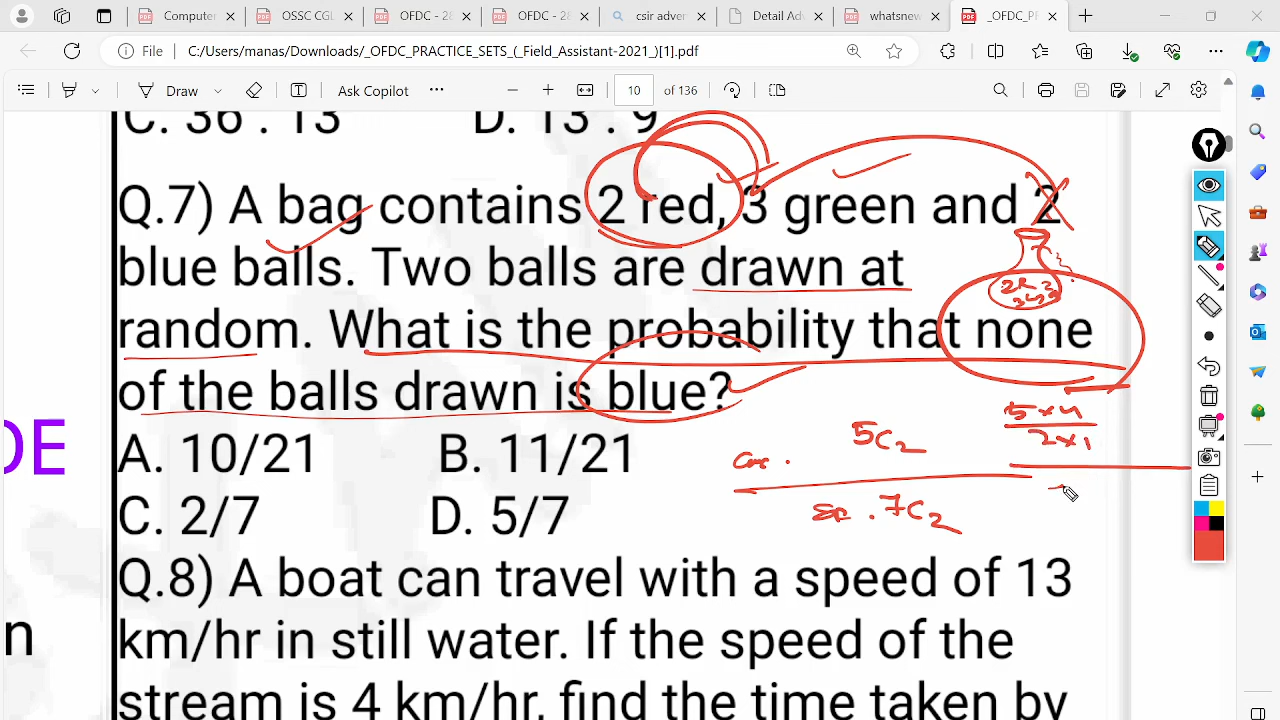 Computer
OSSC CGL
OFDC - 28
OFDC - 28
csir adver
Detail Adv
whatsnew
_OFDC_PF
File
C:/Users/manas/Downloads/_OFDC_PRACTICE_SETS_(_Field_Assistant-2021_)[1].pdf
Draw
Ask Copilot
10
of 136
C. 36 : 13 D. 13 : 9
Q.7) A bag contains 2 red, 3 green and 2
blue balls. Two balls are drawn at
random. What is the probability that none
of the balls drawn is blue?
A. 10/21 B. 11/21
C. 2/7 D. 5/7
Q.8) A boat can travel with a speed of 13
km/hr in still water. If the speed of the
stream is 4 km/hr, find the time taken by
DE
n
5C2
7C2
5×4
2×1